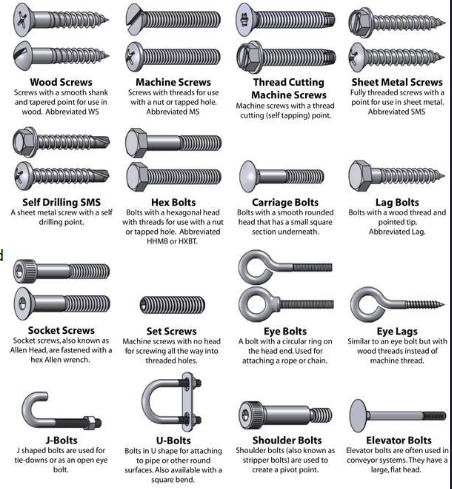 Wood Screws
Screws with a smooth shank
and tapered point for use in
wood. Abbreviated WS
Machine Screws
Screws with threads for use
with a nut or tapped hole.
Abbreviated MS
Thread Cutting
Machine Screws
Machine screws with a thread
cutting (self tapping) point.
Sheet Metal Screws
Fully threaded screws with a
point for use in sheet metal.
Abbreviated SMS
Self Drilling SMS
A sheet metal screw with a self
drilling point.
Hex Bolts
Bolts with a hexagonal head
with threads for use with a nut
or tapped hole. Abbreviated
HHMB or HXBT.
Carriage Bolts
Bolts with a smooth rounded
head that has a small square
section underneath.
Lag Bolts
Bolts with a wood thread and
pointed tip.
Abbreviated Lag.
d
Socket Screws
Socket screws, also known as
Allen Head, are fastened with a
hex Allen wrench.
Set Screws
Machine screws with no head
for screwing all the way into
threaded holes.
Eye Bolts
A bolt with a circular ring on
the head end. Used for
attaching a rope or chain.
Eye Lags
Similar to an eye bolt but with
wood threads instead of
machine thread.
J-Bolts
J shaped bolts are used for
tie-downs or as an open eye
bolt.
U-Bolts
Bolts in U shape for attaching
to pipe or other round
surfaces. Also available with a
square bend.
Shoulder Bolts
Shoulder bolts (also known as
stripper bolts) are used to
create a pivot point.
Elevator Bolts
Elevator bolts are often used in
conveyor systems. They have a
large, flat head.